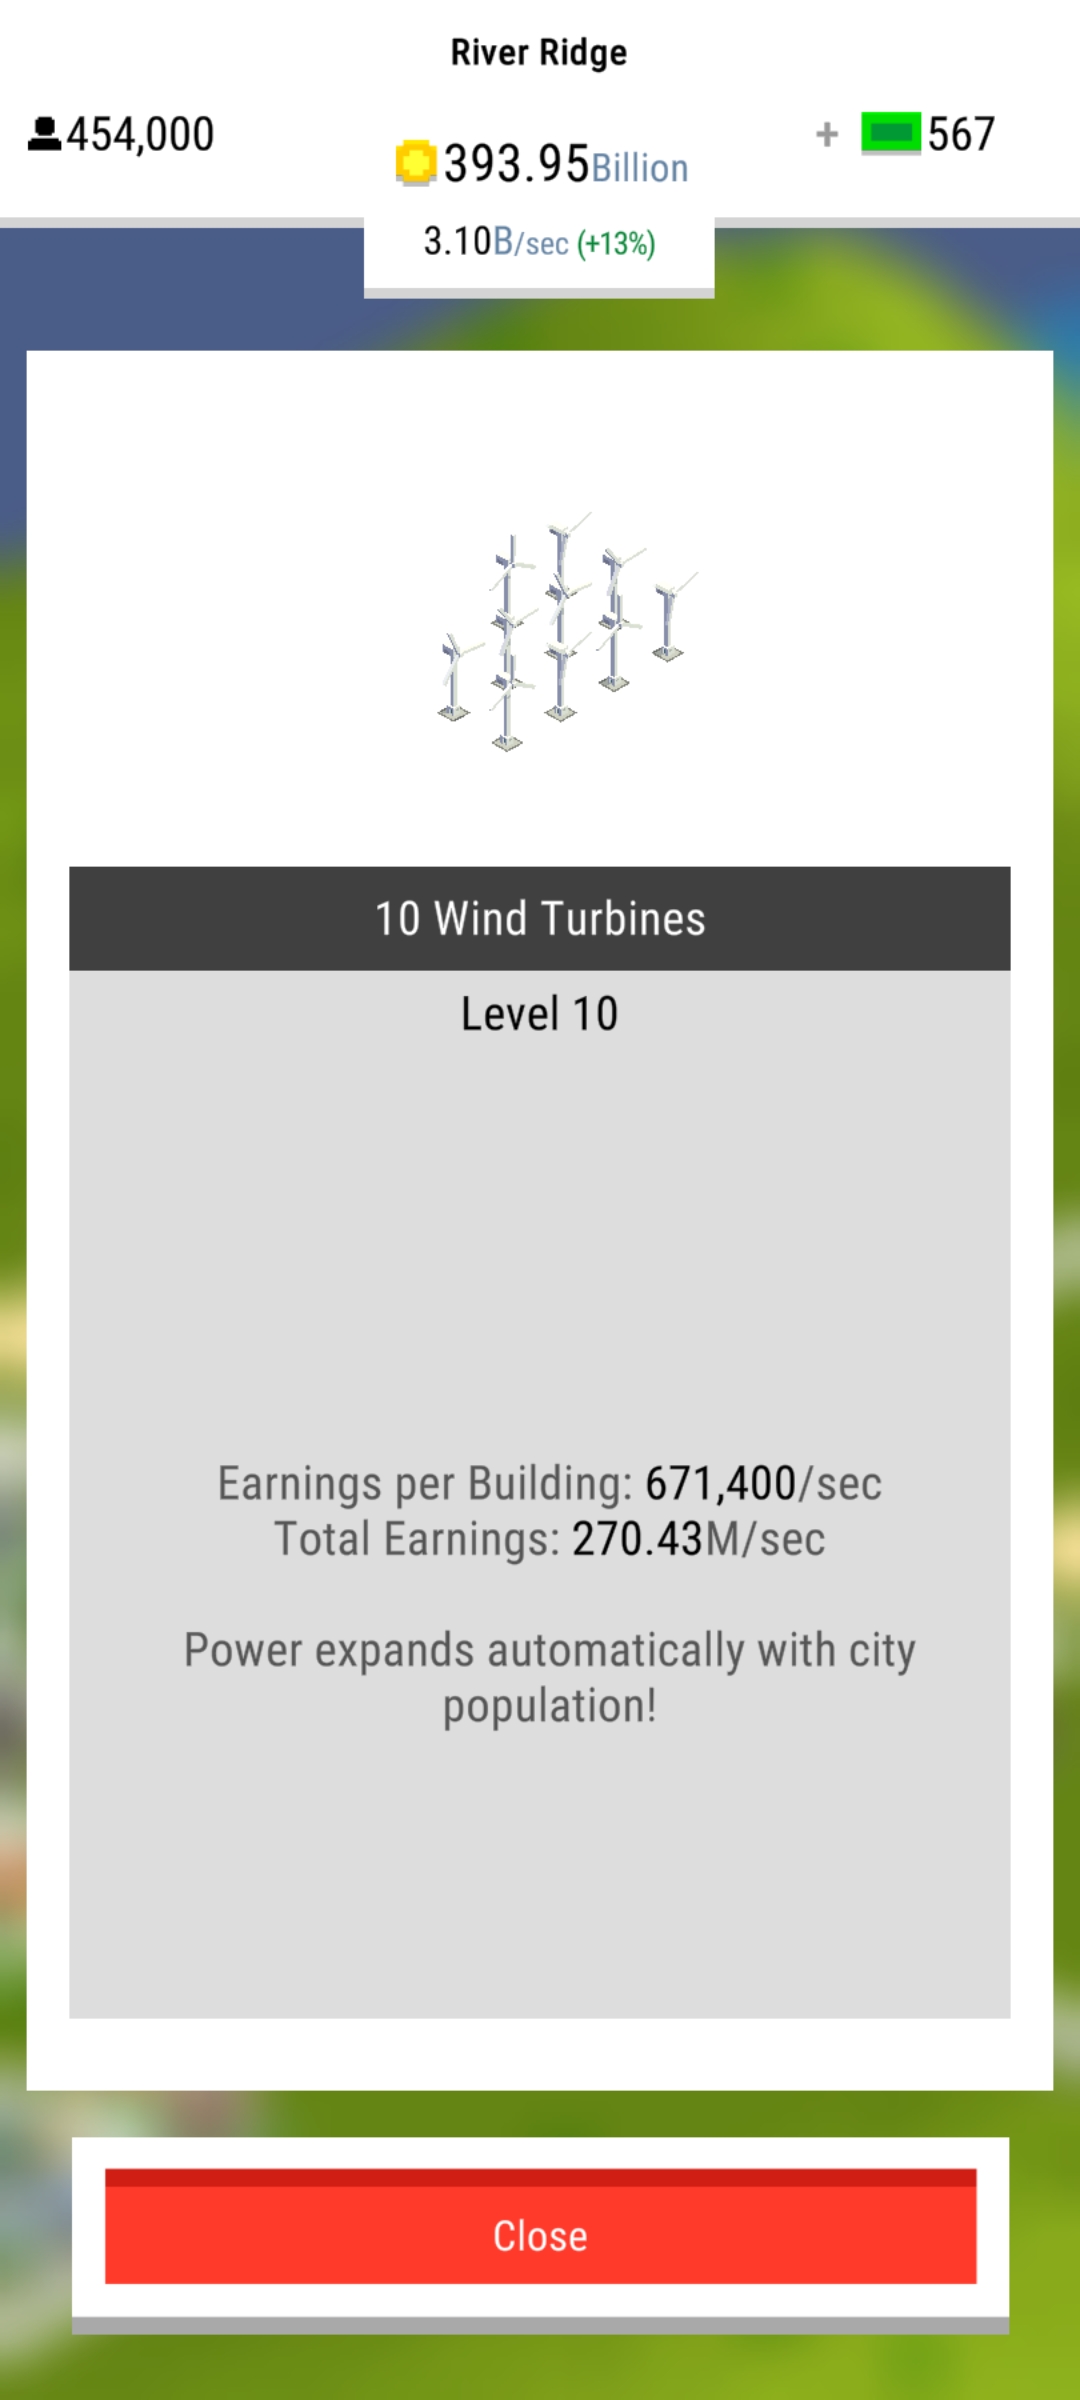 River Ridge
454,000
393.95Billion
+ 567
3.10B/sec (+13%)
10 Wind Turbines
Level 10
Earnings per Building: 671,400/sec
Total Earnings: 270.43M/sec
Power expands automatically with city
population!
Close